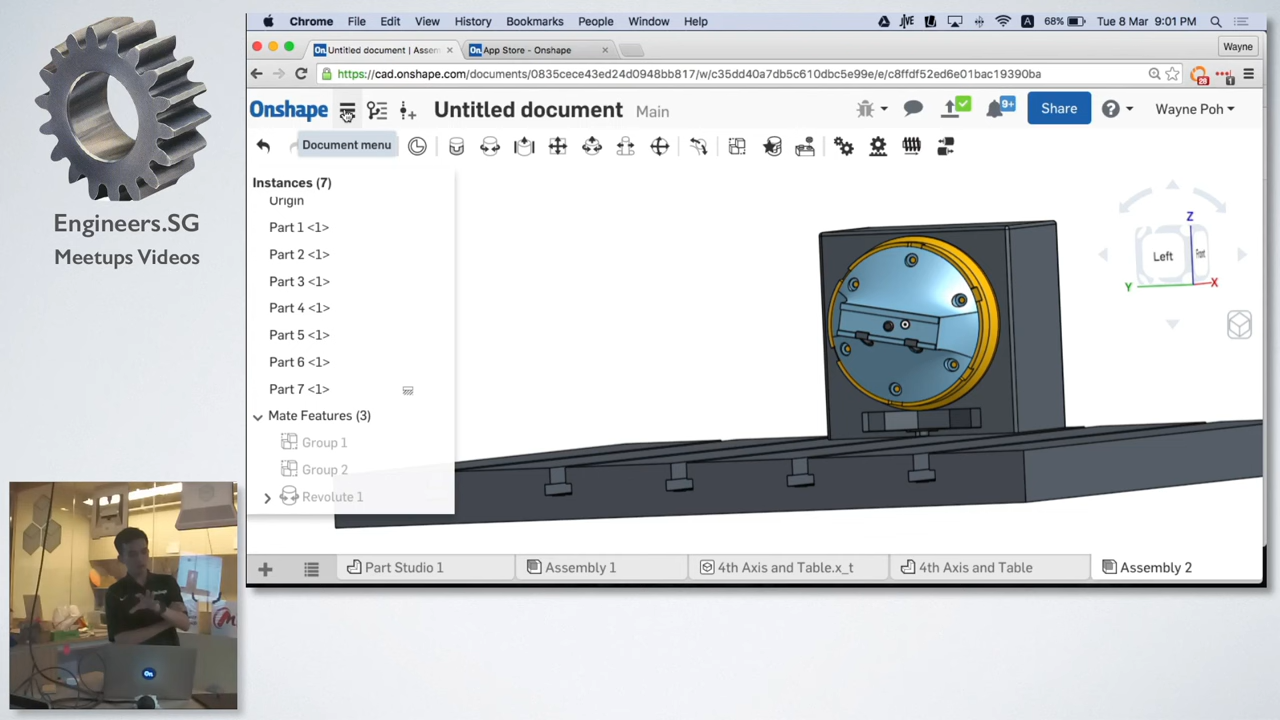 Engineers.SG
Meetups Videos
Chrome File Edit View History Bookmarks People Window Help
68% Tue 8 Mar 9:01 PM
Untitled document | Assem
App Store - Onshape
Wayne
https://cad.onshape.com/documents/0835cece43ed24d0948bb817/w/c35dd40a7db5c610dbc5e99e/e/c8ffdf52ed6e01bac19390ba
Onshape
Untitled document Main
9+
Share
Wayne Poh
Document menu
Instances (7)
Origin
Part 1 <1>
Part 2 <1>
Part 3 <1>
Part 4 <1>
Part 5 <1>
Part 6 <1>
Part 7 <1>
Mate Features (3)
Group 1
Group 2
Revolute 1
Z
Left
Front
Y
X
Part Studio 1
Assembly 1
4th Axis and Table.x_t
4th Axis and Table
Assembly 2